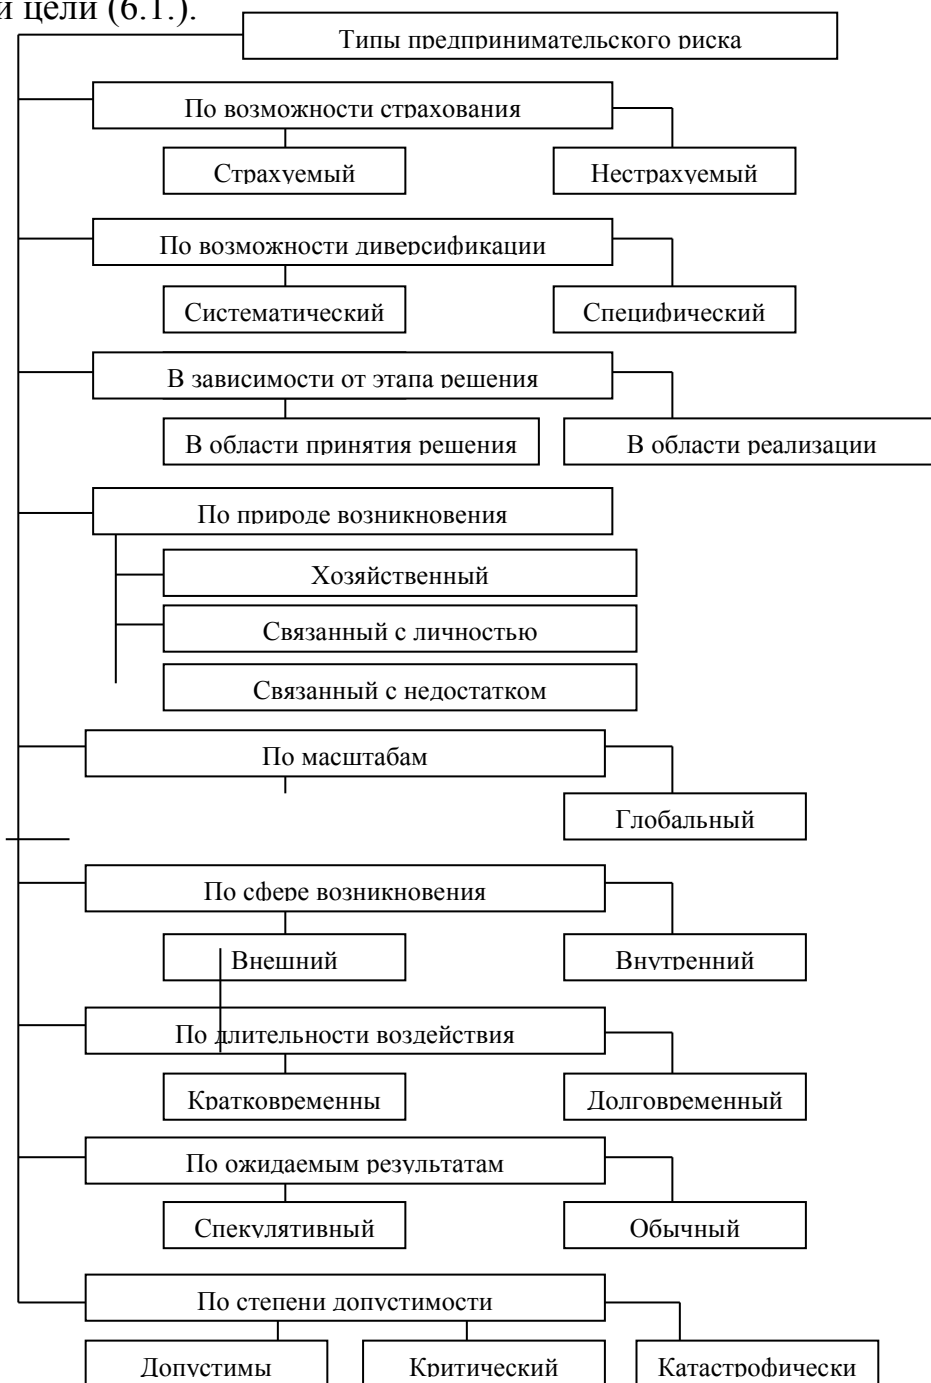 и цели (6.1.).
Типы предпринимательского риска
По возможности страхования
Страхуемый Нестрахуемый
По возможности диверсификации
Систематический Специфический
В зависимости от этапа решения
В области принятия решения В области реализации
По природе возникновения
Хозяйственный
Связанный с личностью
Связанный с недостатком
По масштабам
Глобальный
По сфере возникновения
Внешний Внутренний
По длительности воздействия
Кратковременны Долговременный
По ожидаемым результатам
Спекулятивный Обычный
По степени допустимости
Допустимы Критический Катастрофически